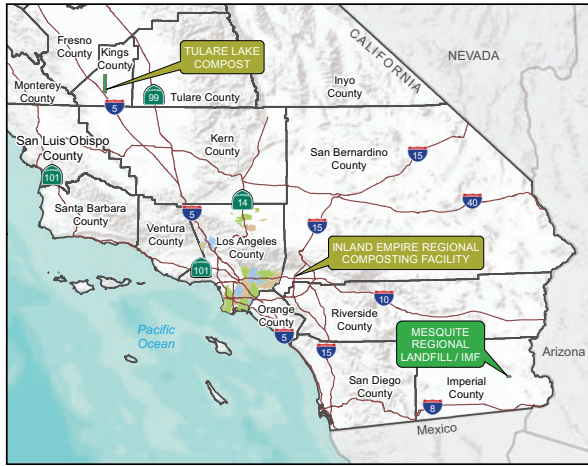 Fresno
County
Kings
County
TULARE LAKE
COMPOST
CALIFORNIA
NEVADA
Monterey
County
99
Tulare County
Inyo
County
5
San Luis Obispo
County
Kern
County
San Bernardino
County
15
101
14
40
Santa Barbara
County
5
Ventura
County
Los Angeles
County
15
INLAND EMPIRE REGIONAL
COMPOSTING FACILITY
101
10
Orange
County
Riverside
County
Pacific
Ocean
5
MESQUITE
REGIONAL
LANDFILL / IMF
15
Arizona
San Diego
County
Imperial
County
8
Mexico